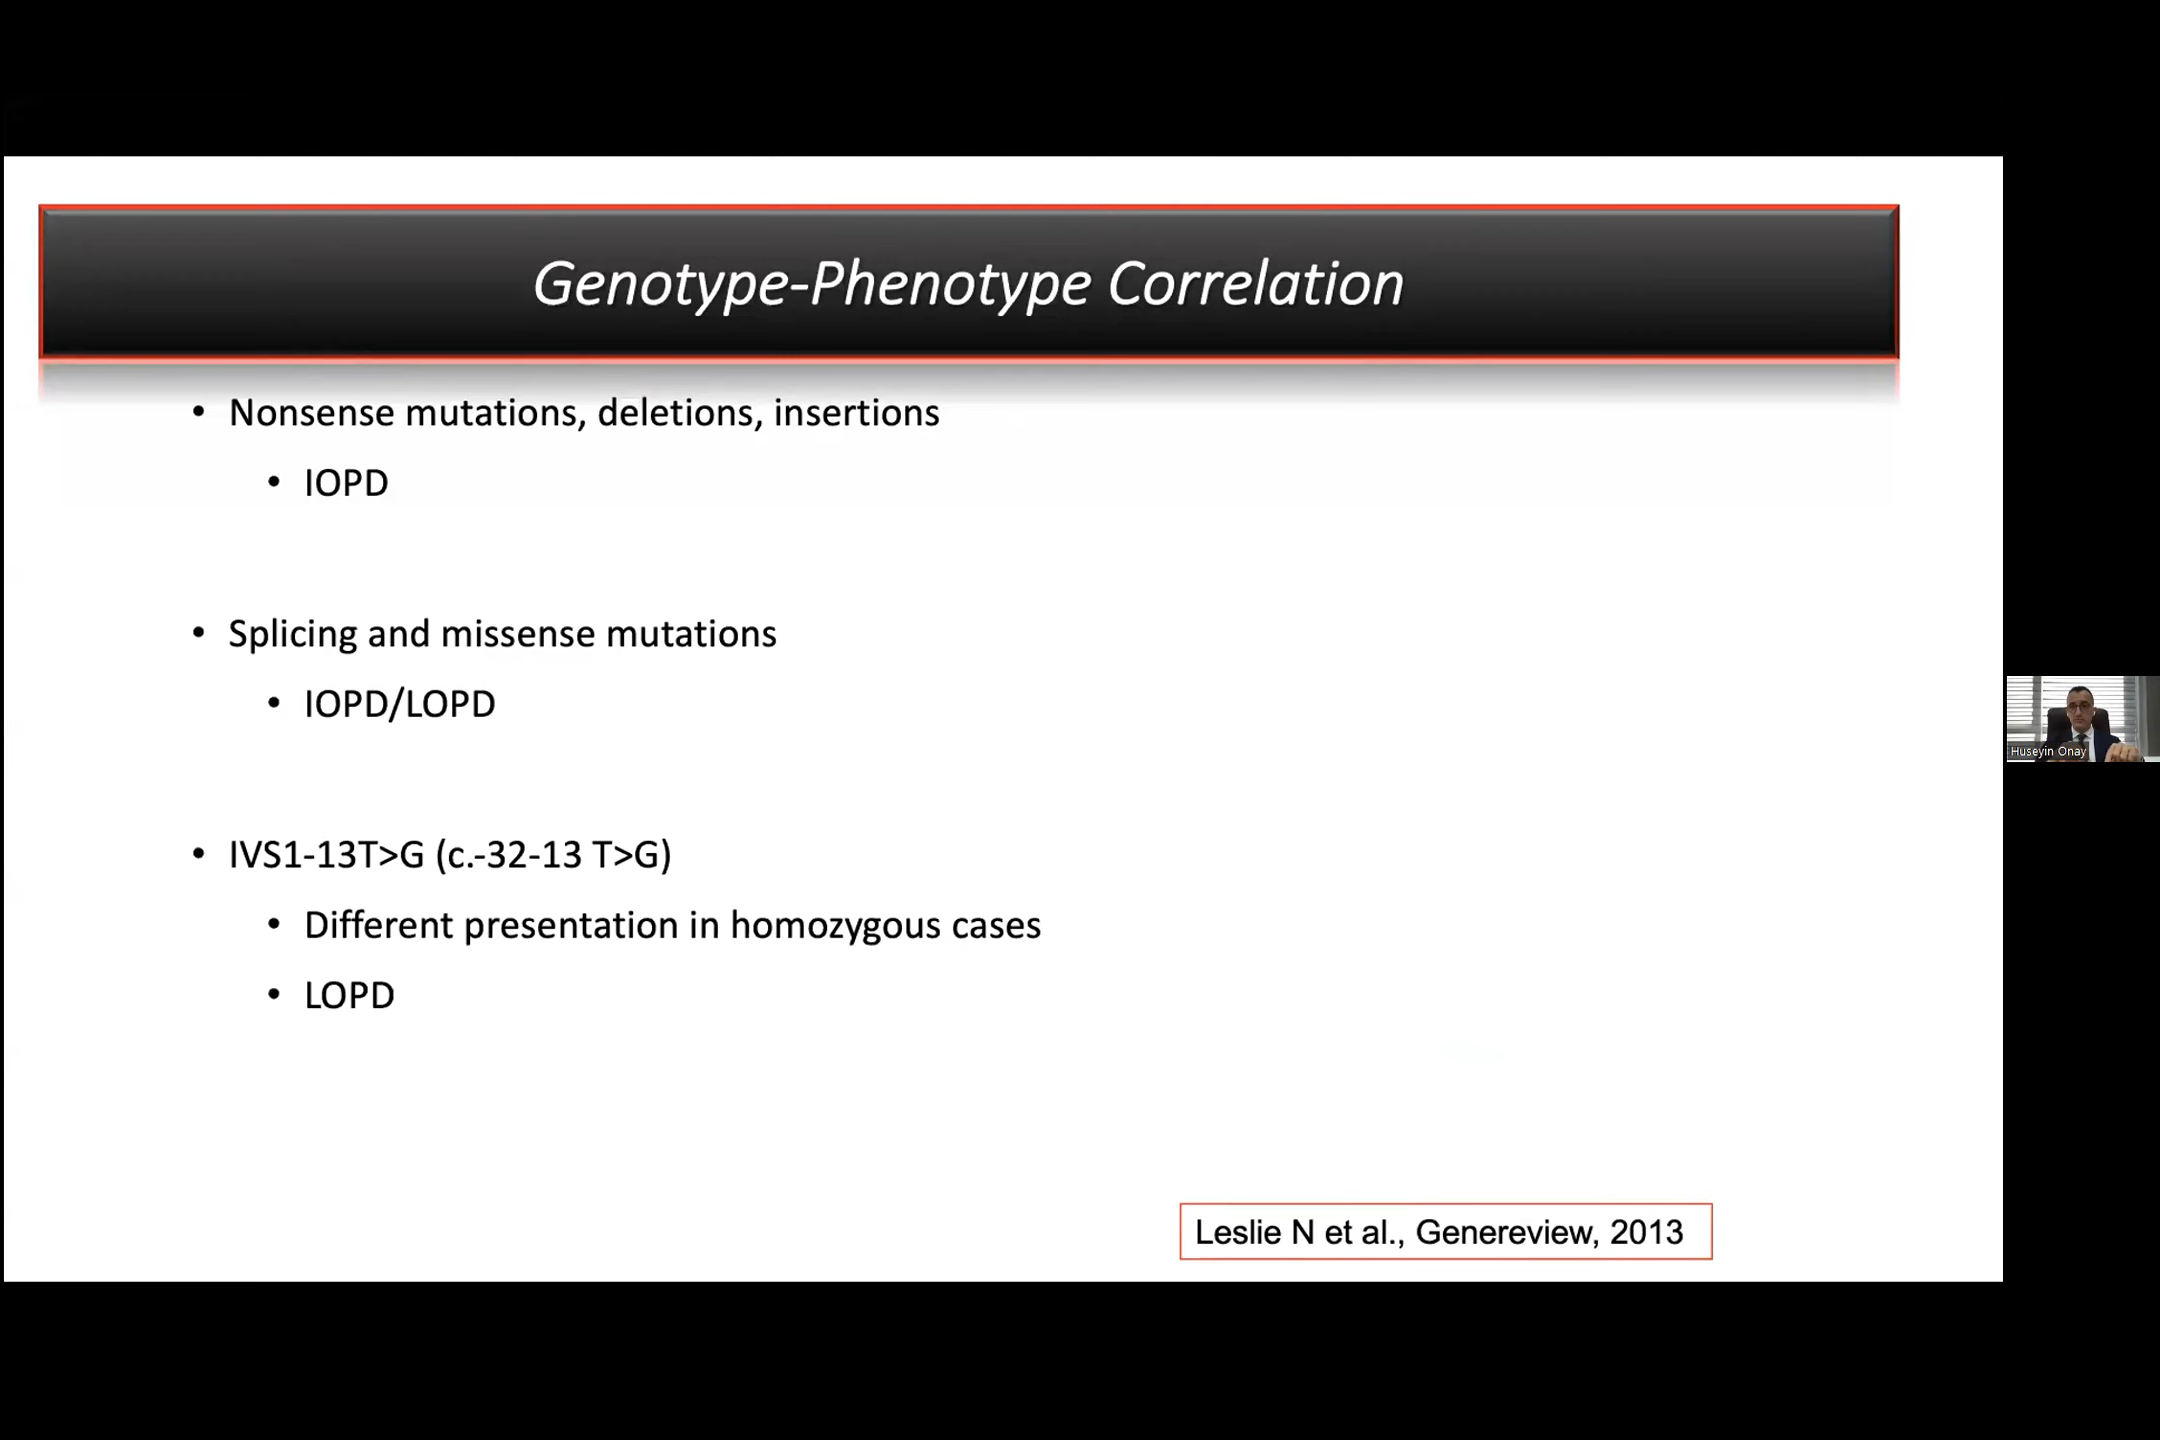 Genotype-Phenotype Correlation
• Nonsense mutations, deletions, insertions
• IOPD
• Splicing and missense mutations
• IOPD/LOPD
• IVS1-13T>G (c.-32-13 T>G)
• Different presentation in homozygous cases
• LOPD
Huseyin Onay
Leslie N et al., Genereview, 2013